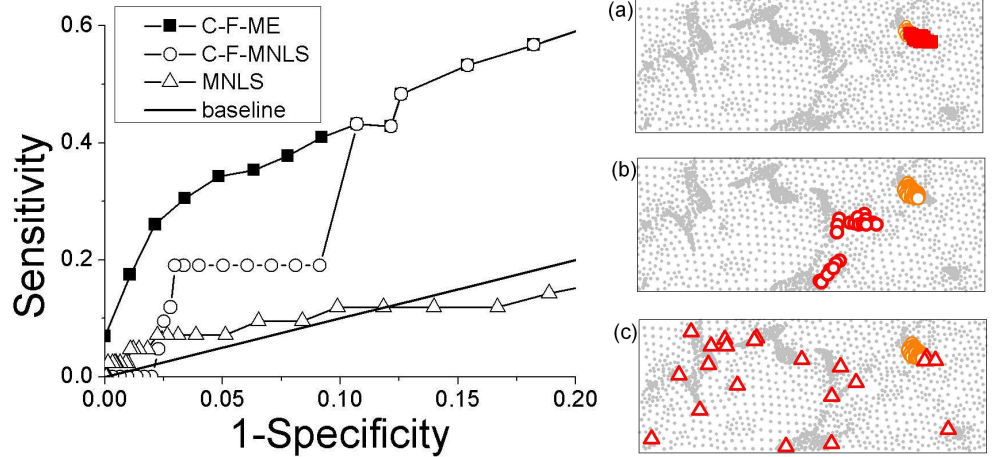 Sensitivity
0.6
0.4
0.2
0.0
C-F-ME
C-F-MNLS
MNLS
baseline
0.00 0.05 0.10 0.15 0.20
1-Specificity
(a)
(b)
(c)